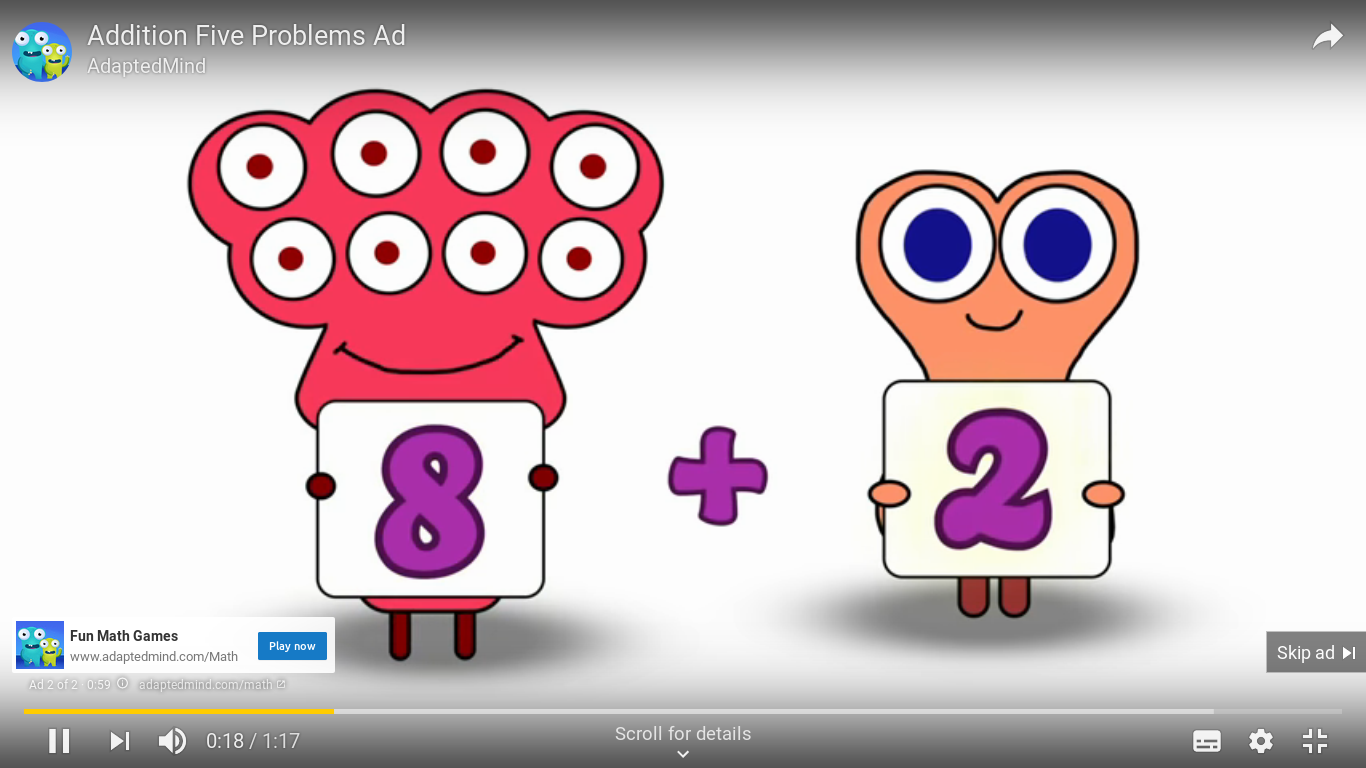 Addition Five Problems Ad
AdaptedMind
8 + 2
Fun Math Games
www.adaptedmind.com/Math
Play now
Skip ad
Ad 2 of 2 · 0:59
adaptedmind.com/math
0:18 / 1:17
Scroll for details